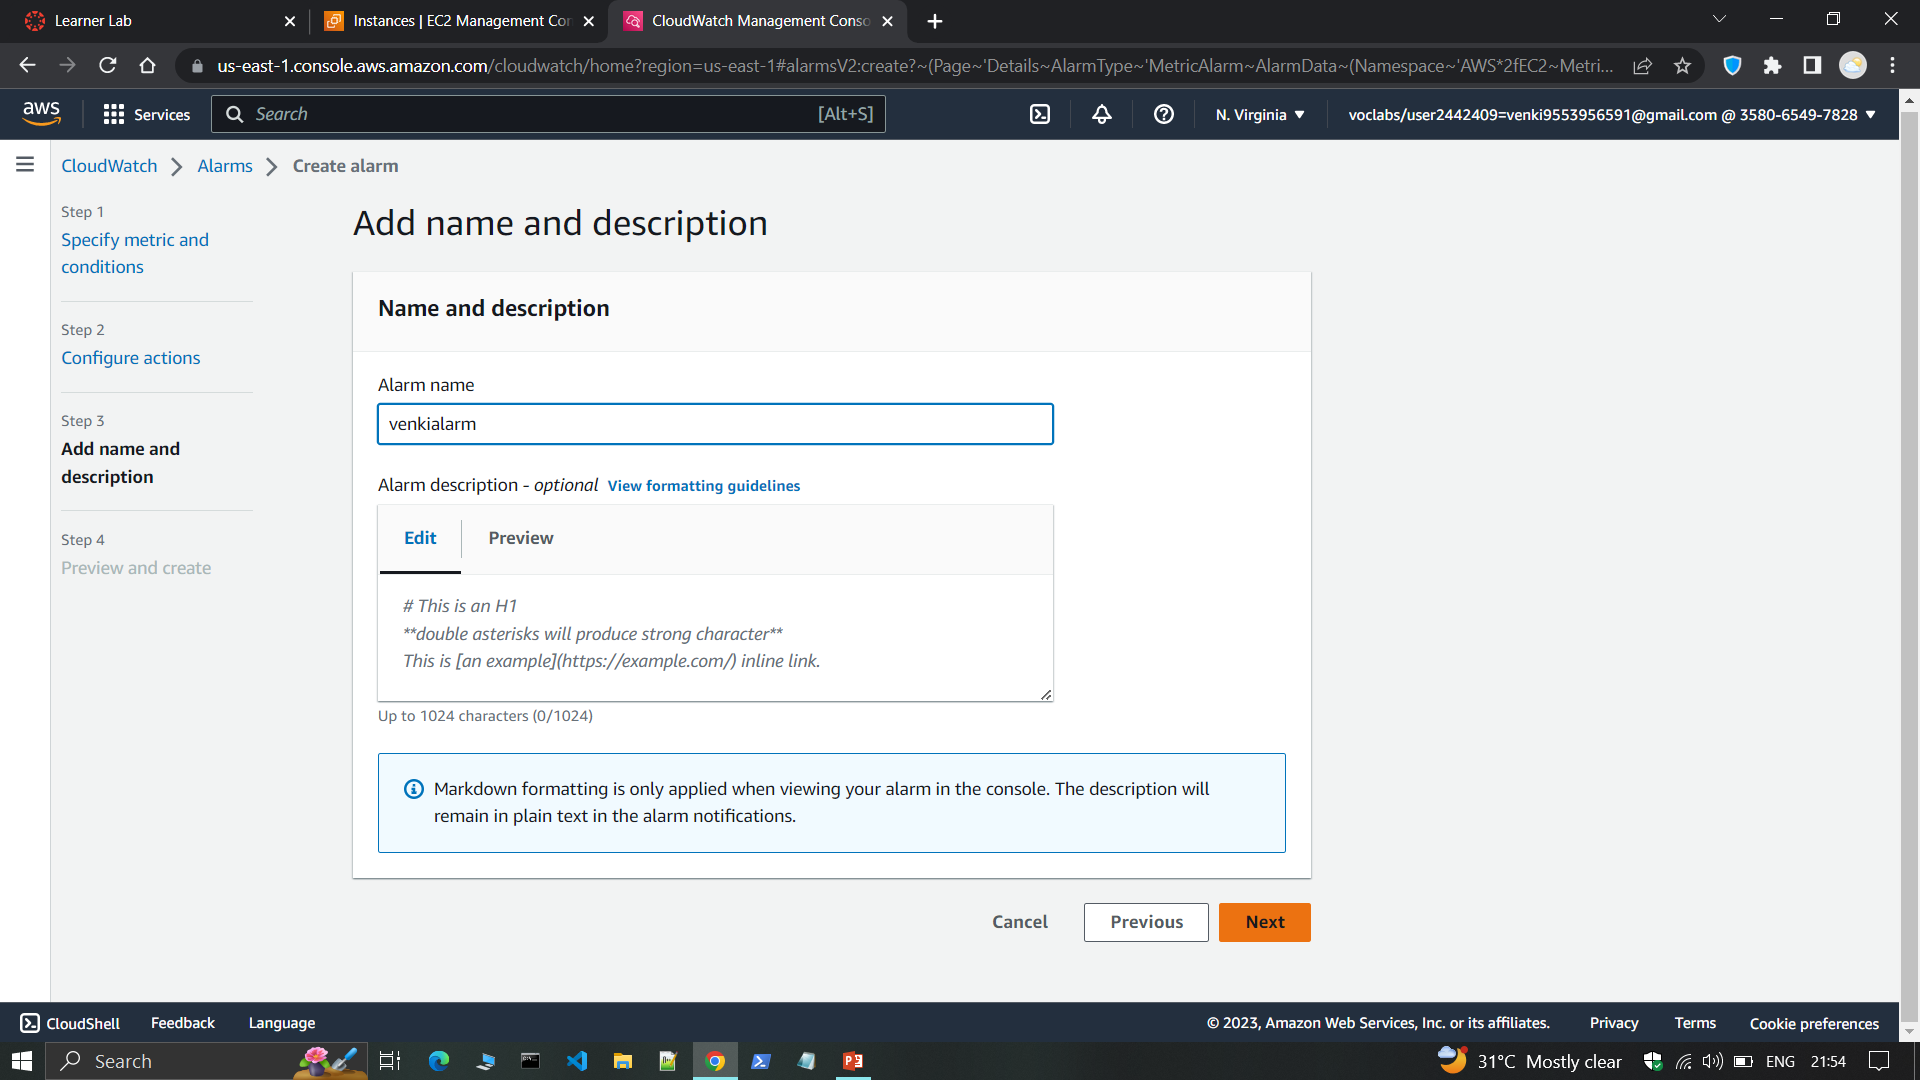 Learner Lab
Instances | EC2 Management Con
CloudWatch Management Conso
us-east-1.console.aws.amazon.com/cloudwatch/home?region=us-east-1#alarmsV2:create?~(Page~'Details~AlarmType~'MetricAlarm~AlarmData~(Namespace~'AWS*2fEC2~Metri...
aws
Services
Search
[Alt+S]
N. Virginia
voclabs/user2442409=venki9553956591@gmail.com @ 3580-6549-7828
CloudWatch
Alarms
Create alarm
Step 1
Specify metric and
conditions
Step 2
Configure actions
Step 3
Add name and
description
Step 4
Preview and create
Add name and description
Name and description
Alarm name
venkialarm
Alarm description - optional View formatting guidelines
Edit
Preview
# This is an H1
**double asterisks will produce strong character**
This is [an example](https://example.com/) inline link.
Up to 1024 characters (0/1024)
Markdown formatting is only applied when viewing your alarm in the console. The description will
remain in plain text in the alarm notifications.
Cancel
Previous
Next
CloudShell
Feedback
Language
© 2023, Amazon Web Services, Inc. or its affiliates.
Privacy
Terms
Cookie preferences
Search
31°C Mostly clear
ENG
21:54